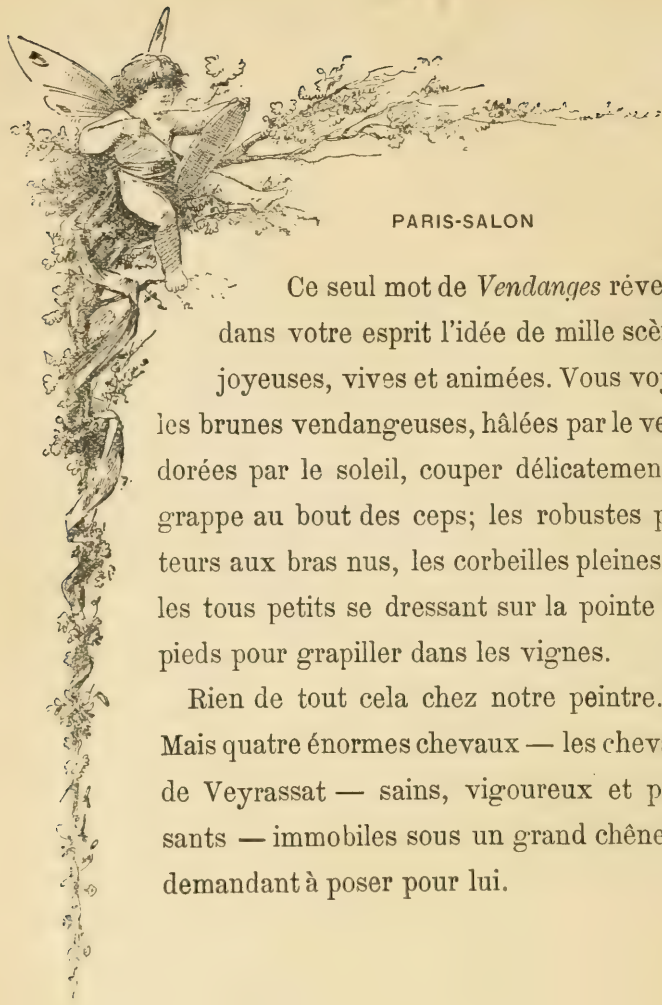 PARIS-SALON
Ce seul mot de Vendanges réve
dans votre esprit l'idée de mille scè
joyeuses, vives et animées. Vous voy
les brunes vendangeuses, hâlées par le ve
dorées par le soleil, couper délicatemen
grappe au bout des ceps; les robustes p
teurs aux bras nus, les corbeilles pleines
les tous petits se dressant sur la pointe
pieds pour grapiller dans les vignes.
Rien de tout cela chez notre peintre.
Mais quatre énormes chevaux — les chev
de Veyrassat — sains, vigoureux et p
sants — immobiles sous un grand chêne
demandant à poser pour lui.